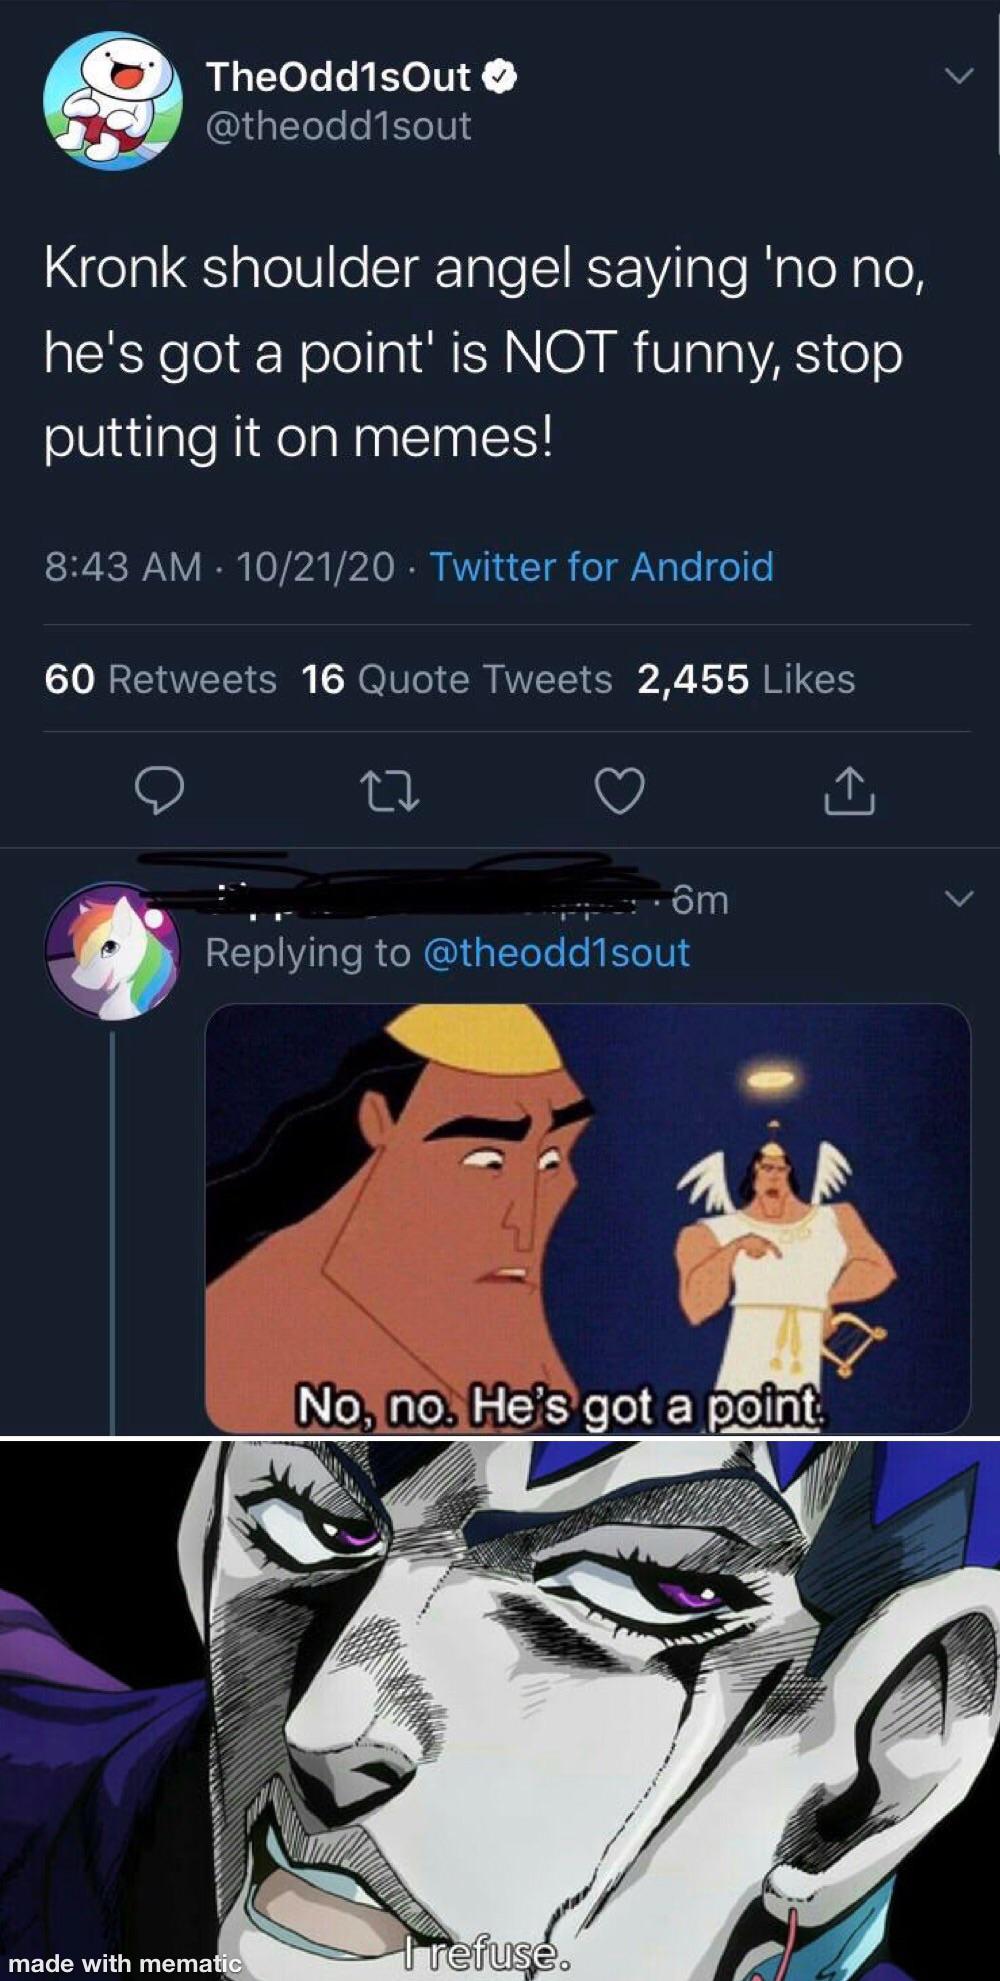 TheOdd1sOut
@theodd1sout
Kronk shoulder angel saying 'no no,
he's got a point' is NOT funny, stop
putting it on memes!
8:43 AM · 10/21/20 · Twitter for Android
60 Retweets 16 Quote Tweets 2,455 Likes
· 6m
Replying to @theodd1sout
No, no. He's got a point.
I refuse.
made with mematic